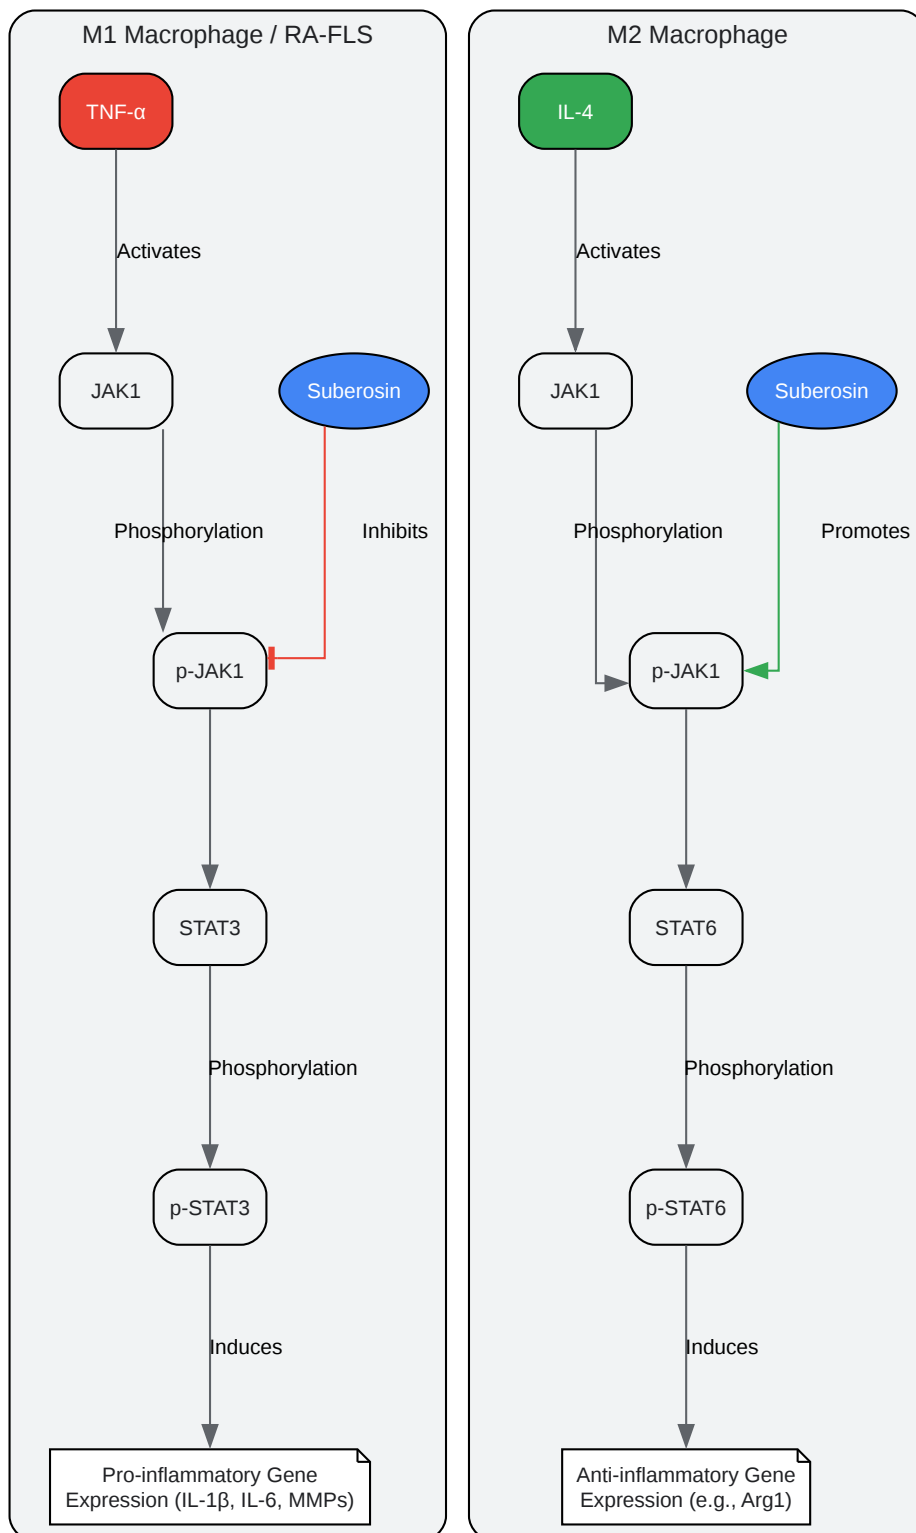 M1 Macrophage / RA-FLS
TNF-α
Activates
JAK1
Suberosin
Phosphorylation
Inhibits
p-JAK1
STAT3
Phosphorylation
p-STAT3
Induces
Pro-inflammatory Gene
Expression (IL-1β, IL-6, MMPs)
M2 Macrophage
IL-4
Activates
JAK1
Suberosin
Phosphorylation
Promotes
p-JAK1
STAT6
Phosphorylation
p-STAT6
Induces
Anti-inflammatory Gene
Expression (e.g., Arg1)